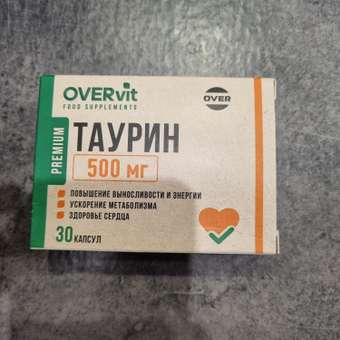 OVERvit
FOOD SUPPLEMENTS
OVER
PREMIUM
ТАУРИН
500 мг
ПОВЫШЕНИЕ ВЫНОСЛИВОСТИ И ЭНЕРГИИ
УСКОРЕНИЕ МЕТАБОЛИЗМА
ЗДОРОВЬЕ СЕРДЦА
30 КАПСУЛ